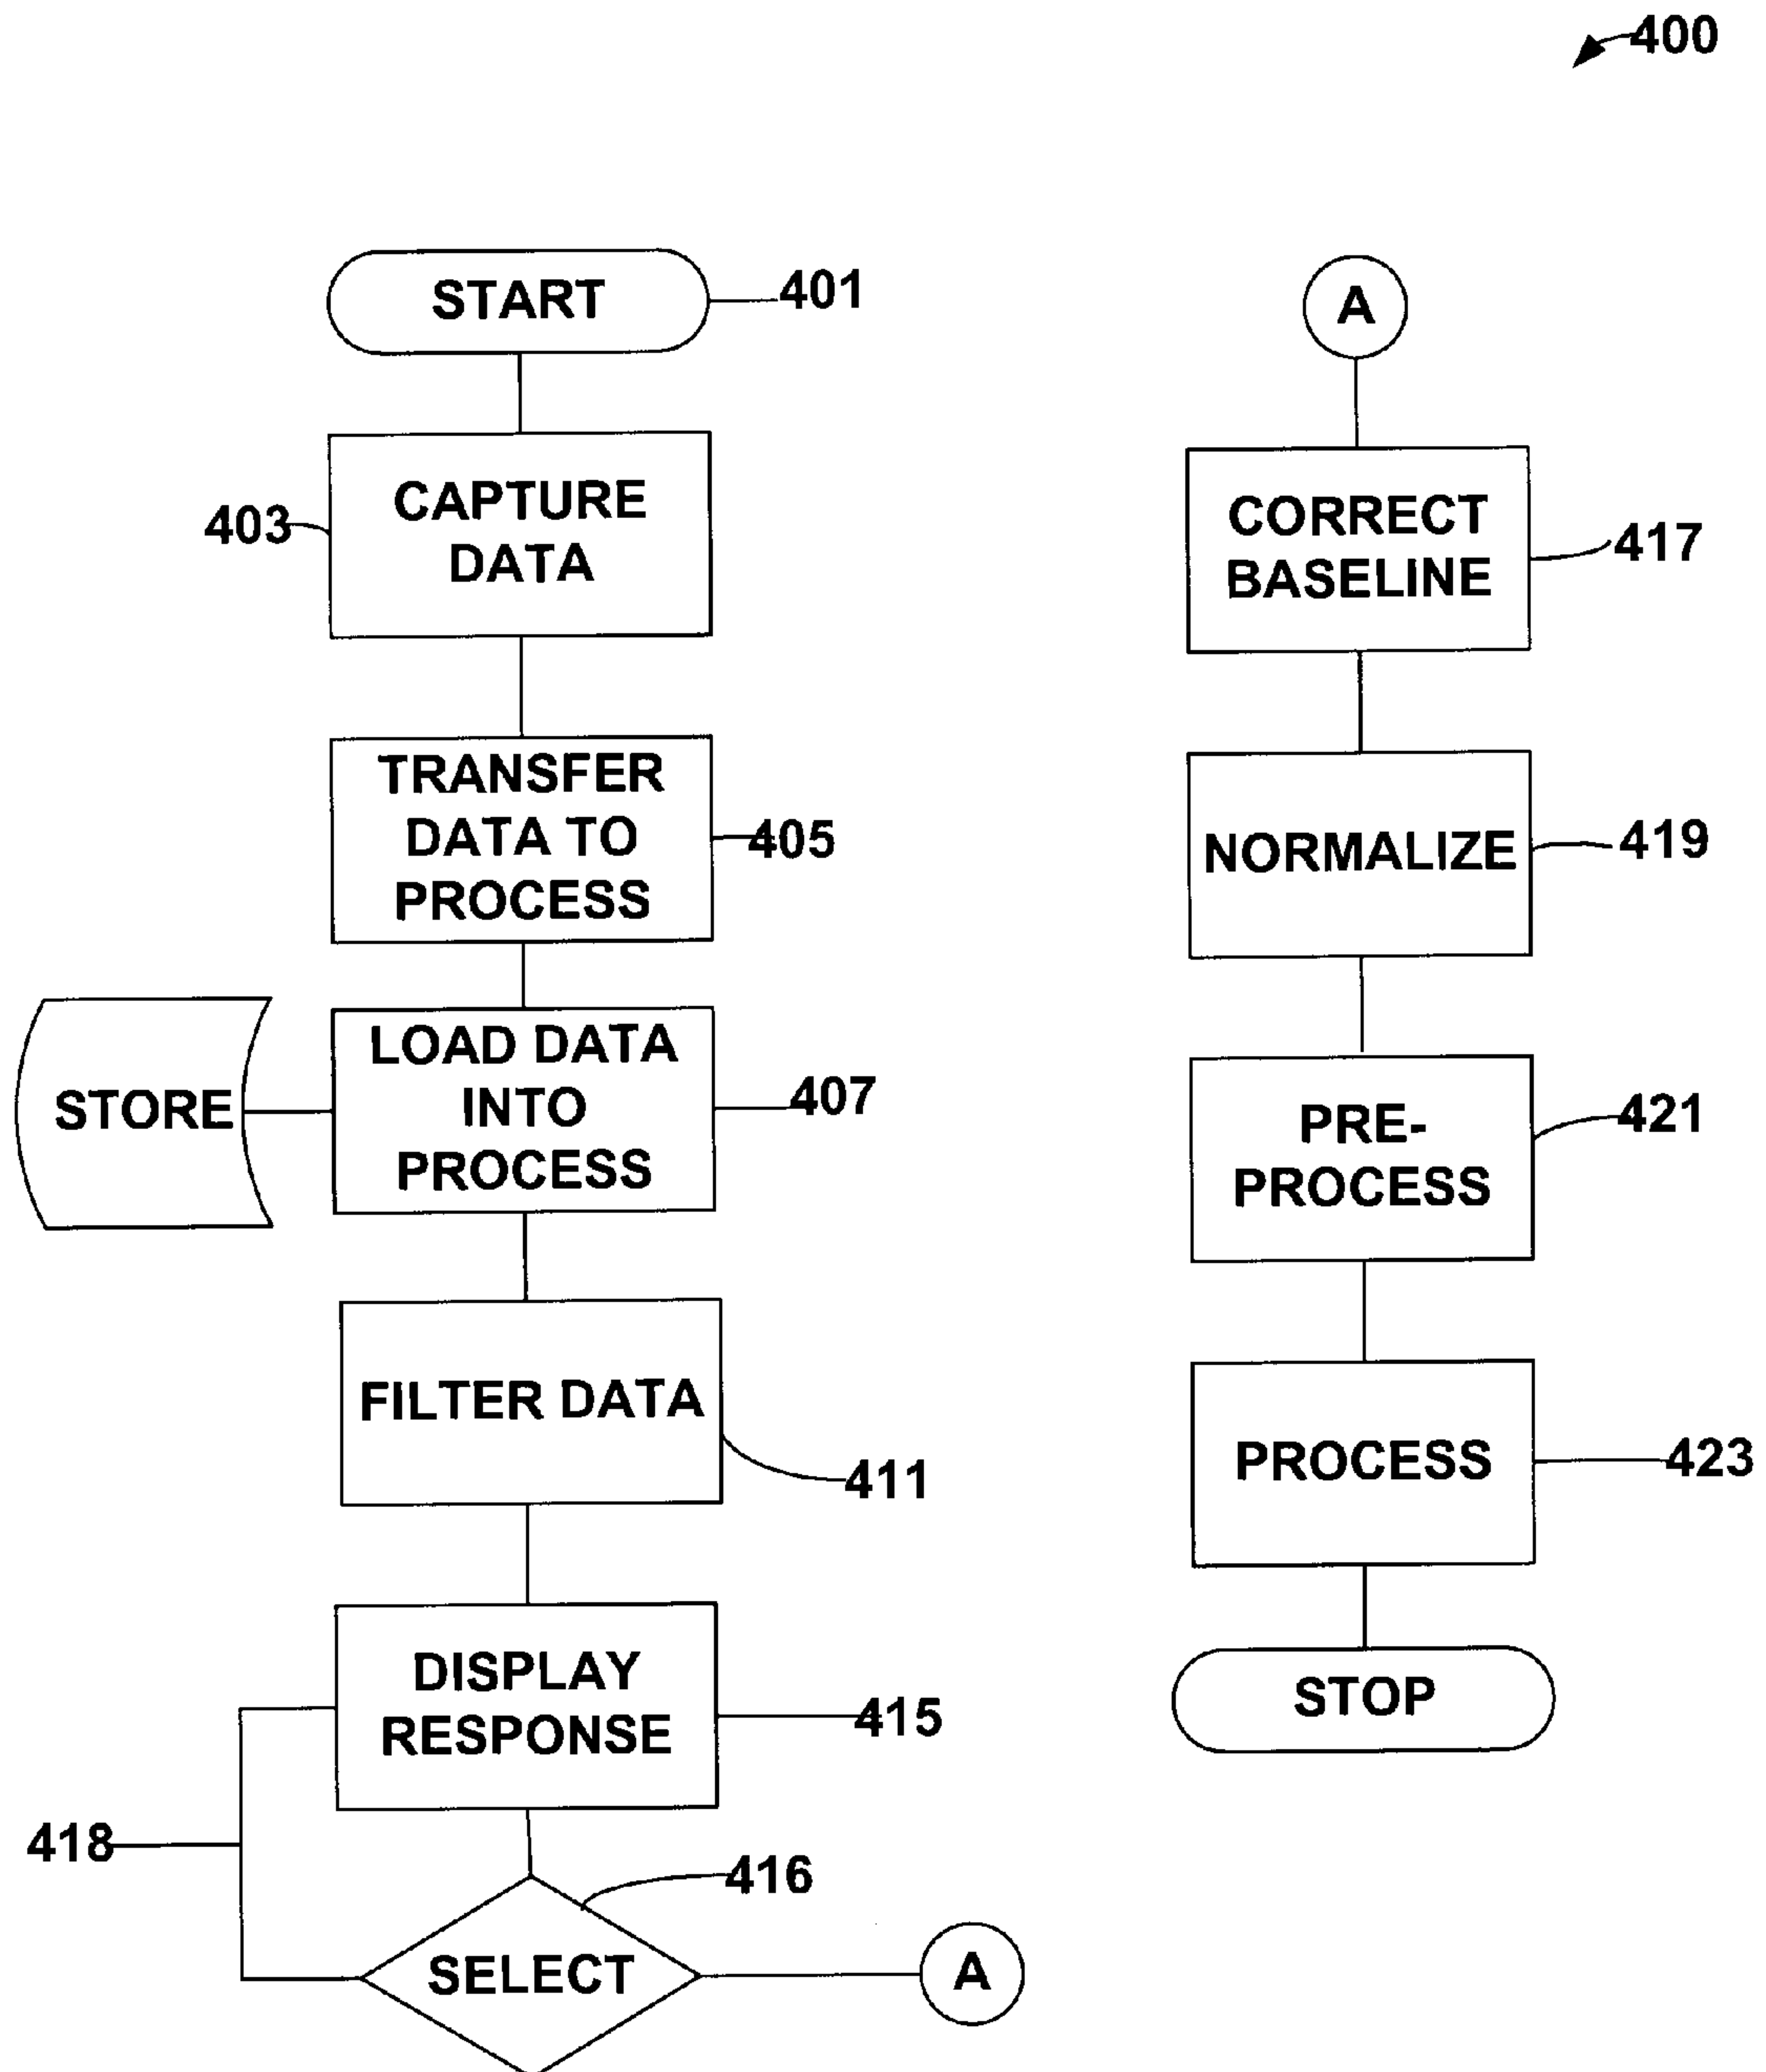 400
START
401
CAPTURE
DATA
403
TRANSFER
DATA TO
PROCESS
405
STORE
LOAD DATA
INTO
PROCESS
407
FILTER DATA
411
DISPLAY
RESPONSE
415
418
416
SELECT
A
A
CORRECT
BASELINE
417
NORMALIZE
419
PRE-
PROCESS
421
PROCESS
423
STOP